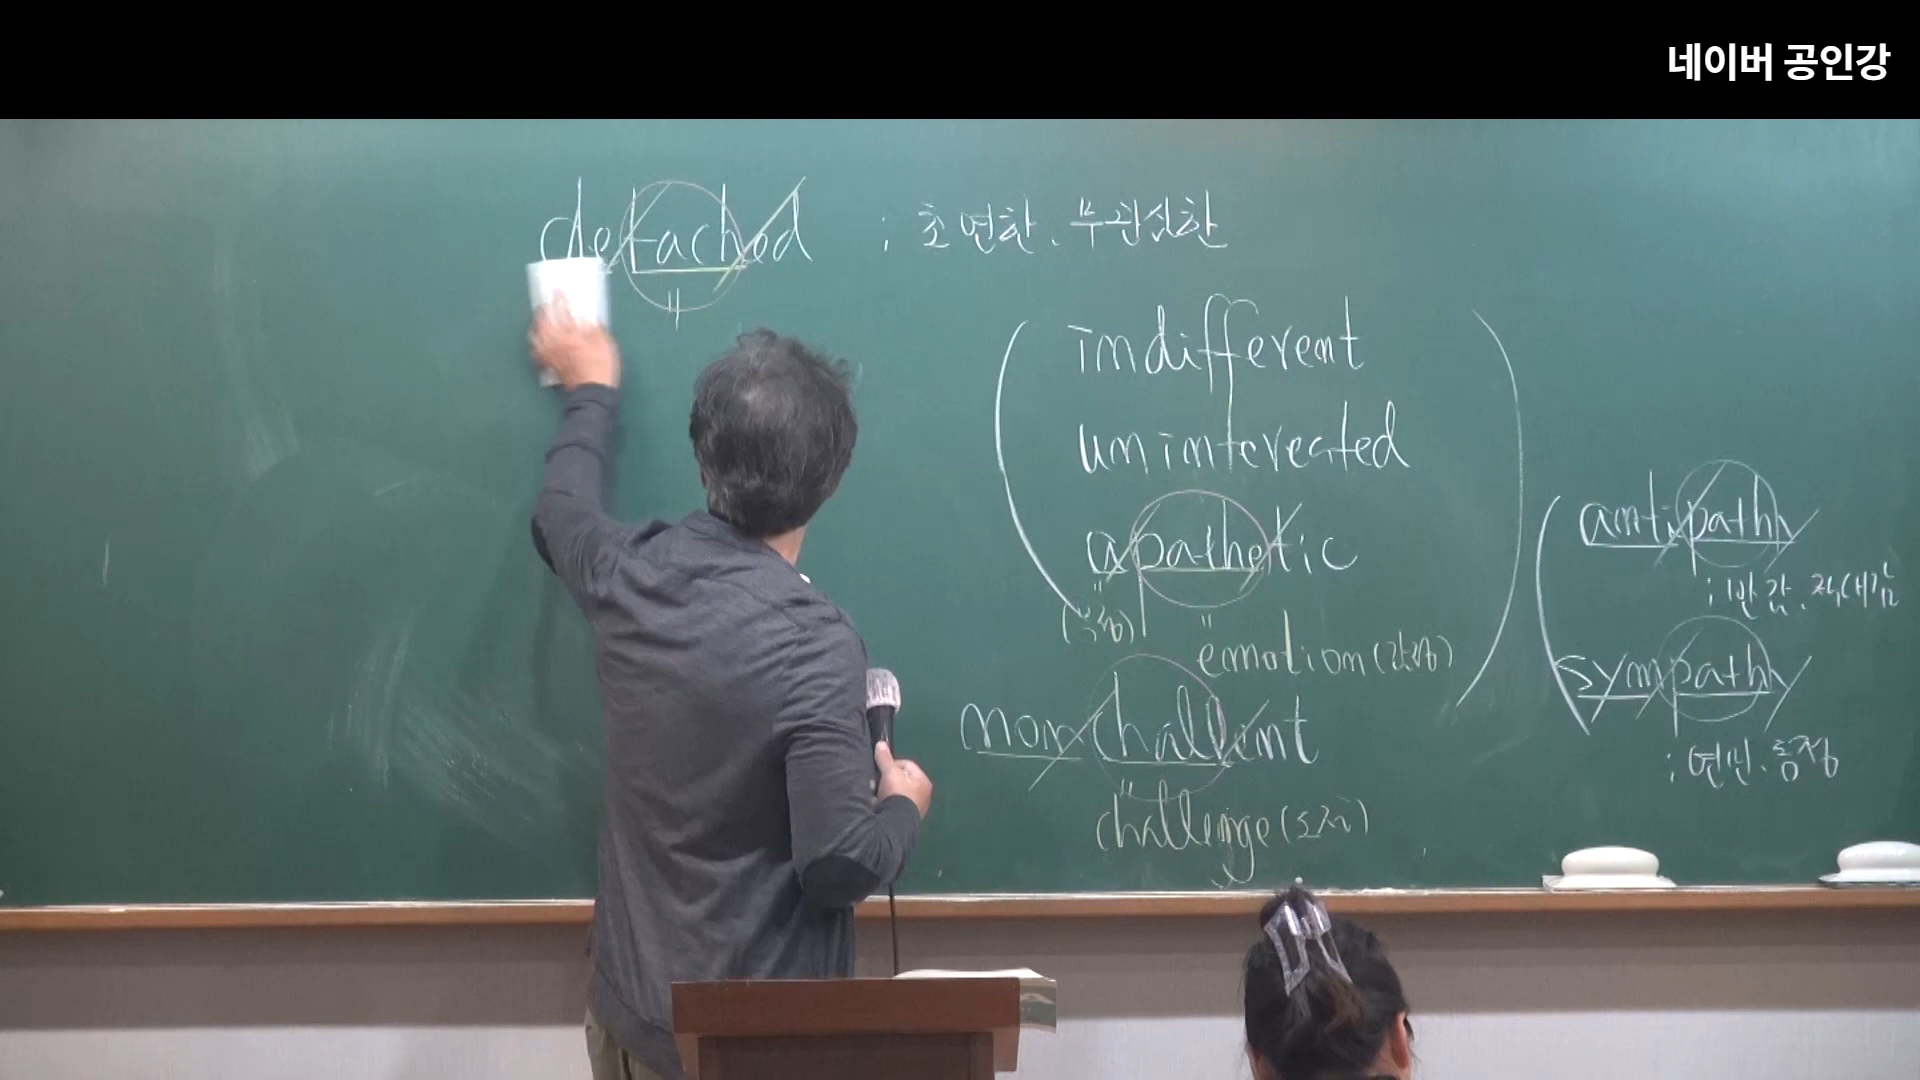 네이버 공인강
detached ; 초연한. 무관심한
"
indifferent
uninterested
apathetic
" "
(부정) emotion (감정)
nonchallent
"
challenge (도전)
antipathy
; 반감. 적대감
sympathy
; 연민. 동정